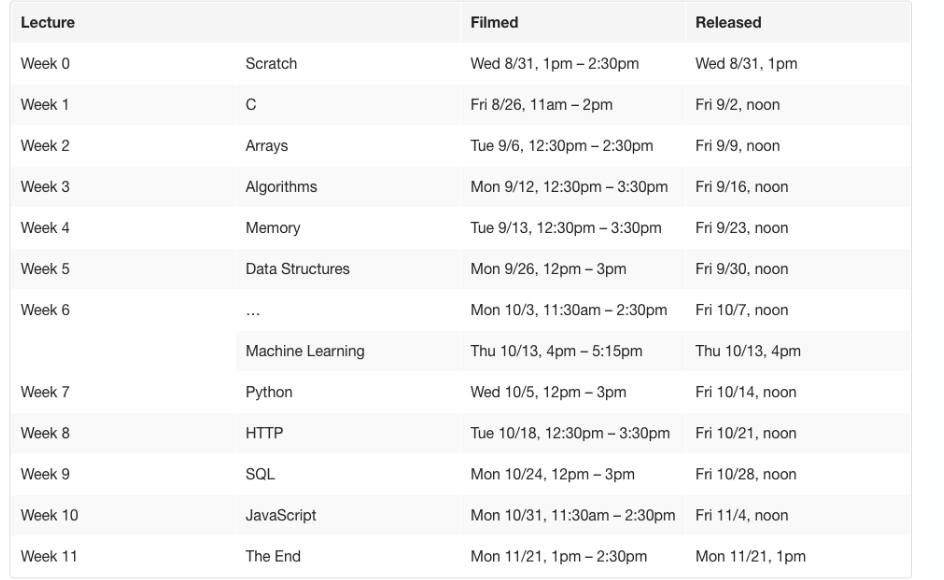 Lecture Filmed Released
Week 0 Scratch Wed 8/31, 1pm – 2:30pm Wed 8/31, 1pm
Week 1 C Fri 8/26, 11am – 2pm Fri 9/2, noon
Week 2 Arrays Tue 9/6, 12:30pm – 2:30pm Fri 9/9, noon
Week 3 Algorithms Mon 9/12, 12:30pm – 3:30pm Fri 9/16, noon
Week 4 Memory Tue 9/13, 12:30pm – 3:30pm Fri 9/23, noon
Week 5 Data Structures Mon 9/26, 12pm – 3pm Fri 9/30, noon
Week 6 … Mon 10/3, 11:30am – 2:30pm Fri 10/7, noon
Machine Learning Thu 10/13, 4pm – 5:15pm Thu 10/13, 4pm
Week 7 Python Wed 10/5, 12pm – 3pm Fri 10/14, noon
Week 8 HTTP Tue 10/18, 12:30pm – 3:30pm Fri 10/21, noon
Week 9 SQL Mon 10/24, 12pm – 3pm Fri 10/28, noon
Week 10 JavaScript Mon 10/31, 11:30am – 2:30pm Fri 11/4, noon
Week 11 The End Mon 11/21, 1pm – 2:30pm Mon 11/21, 1pm